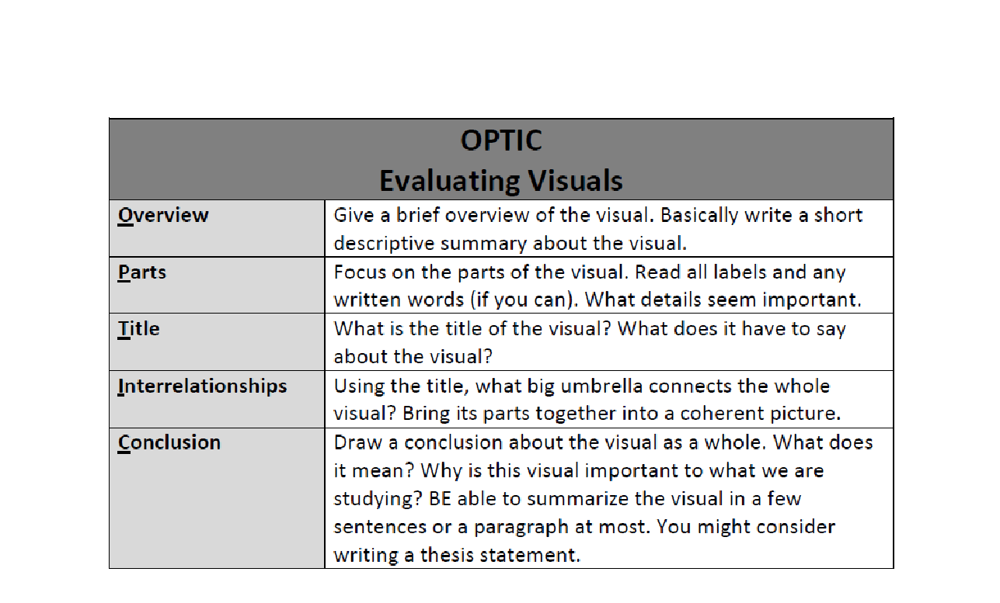 OPTIC
Evaluating Visuals
Overview
Give a brief overview of the visual. Basically write a short
descriptive summary about the visual.
Parts
Focus on the parts of the visual. Read all labels and any
written words (if you can). What details seem important.
Title
What is the title of the visual? What does it have to say
about the visual?
Interrelationships
Using the title, what big umbrella connects the whole
visual? Bring its parts together into a coherent picture.
Conclusion
Draw a conclusion about the visual as a whole. What does
it mean? Why is this visual important to what we are
studying? BE able to summarize the visual in a few
sentences or a paragraph at most. You might consider
writing a thesis statement.